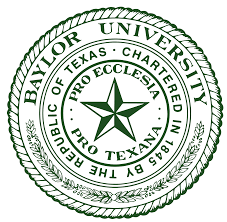 BAYLOR UNIVERSITY
CHARTERED IN 1845 BY THE REPUBLIC OF TEXAS
PRO ECCLESIA
PRO TEXANA